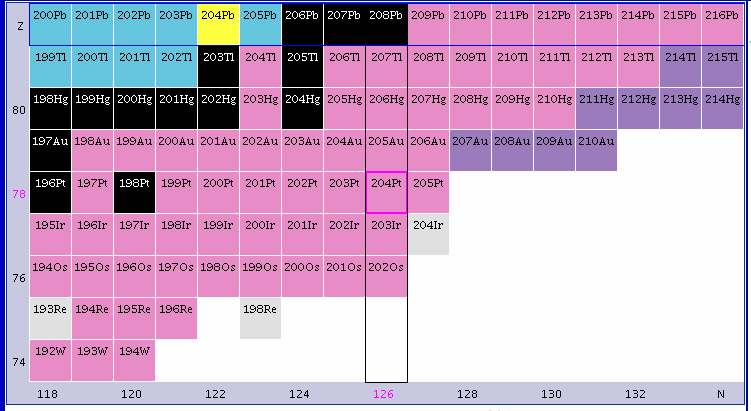 Z 200Pb 201Pb 202Pb 203Pb 204Pb 205Pb 206Pb 207Pb 208Pb 209Pb 210Pb 211Pb 212Pb 213Pb 214Pb 215Pb 216Pb
199Tl 200Tl 201Tl 202Tl 203Tl 204Tl 205Tl 206Tl 207Tl 208Tl 209Tl 210Tl 211Tl 212Tl 213Tl 214Tl 215Tl
80 198Hg 199Hg 200Hg 201Hg 202Hg 203Hg 204Hg 205Hg 206Hg 207Hg 208Hg 209Hg 210Hg 211Hg 212Hg 213Hg 214Hg
197Au 198Au 199Au 200Au 201Au 202Au 203Au 204Au 205Au 206Au 207Au 208Au 209Au 210Au
78 196Pt 197Pt 198Pt 199Pt 200Pt 201Pt 202Pt 203Pt 204Pt 205Pt
195Ir 196Ir 197Ir 198Ir 199Ir 200Ir 201Ir 202Ir 203Ir 204Ir
76 194Os 195Os 196Os 197Os 198Os 199Os 200Os 201Os 202Os
193Re 194Re 195Re 196Re 198Re
74 192W 193W 194W
118 120 122 124 126 128 130 132 N